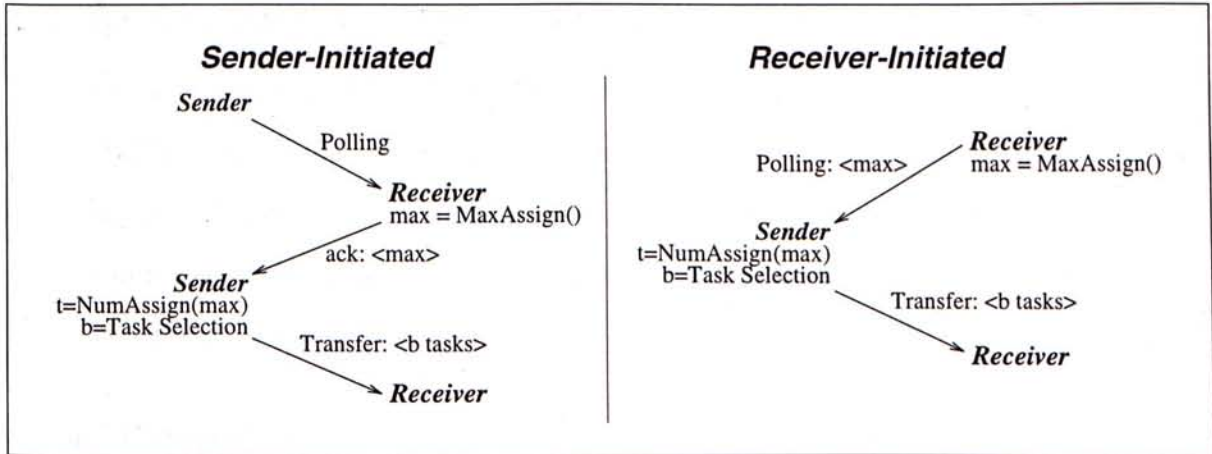 Sender-Initiated
Sender
Polling
Receiver
max = MaxAssign()
ack: <max>
Sender
t=NumAssign(max)
b=Task Selection
Transfer: <b tasks>
Receiver
Receiver-Initiated
Receiver
max = MaxAssign()
Polling: <max>
Sender
t=NumAssign(max)
b=Task Selection
Transfer: <b tasks>
Receiver